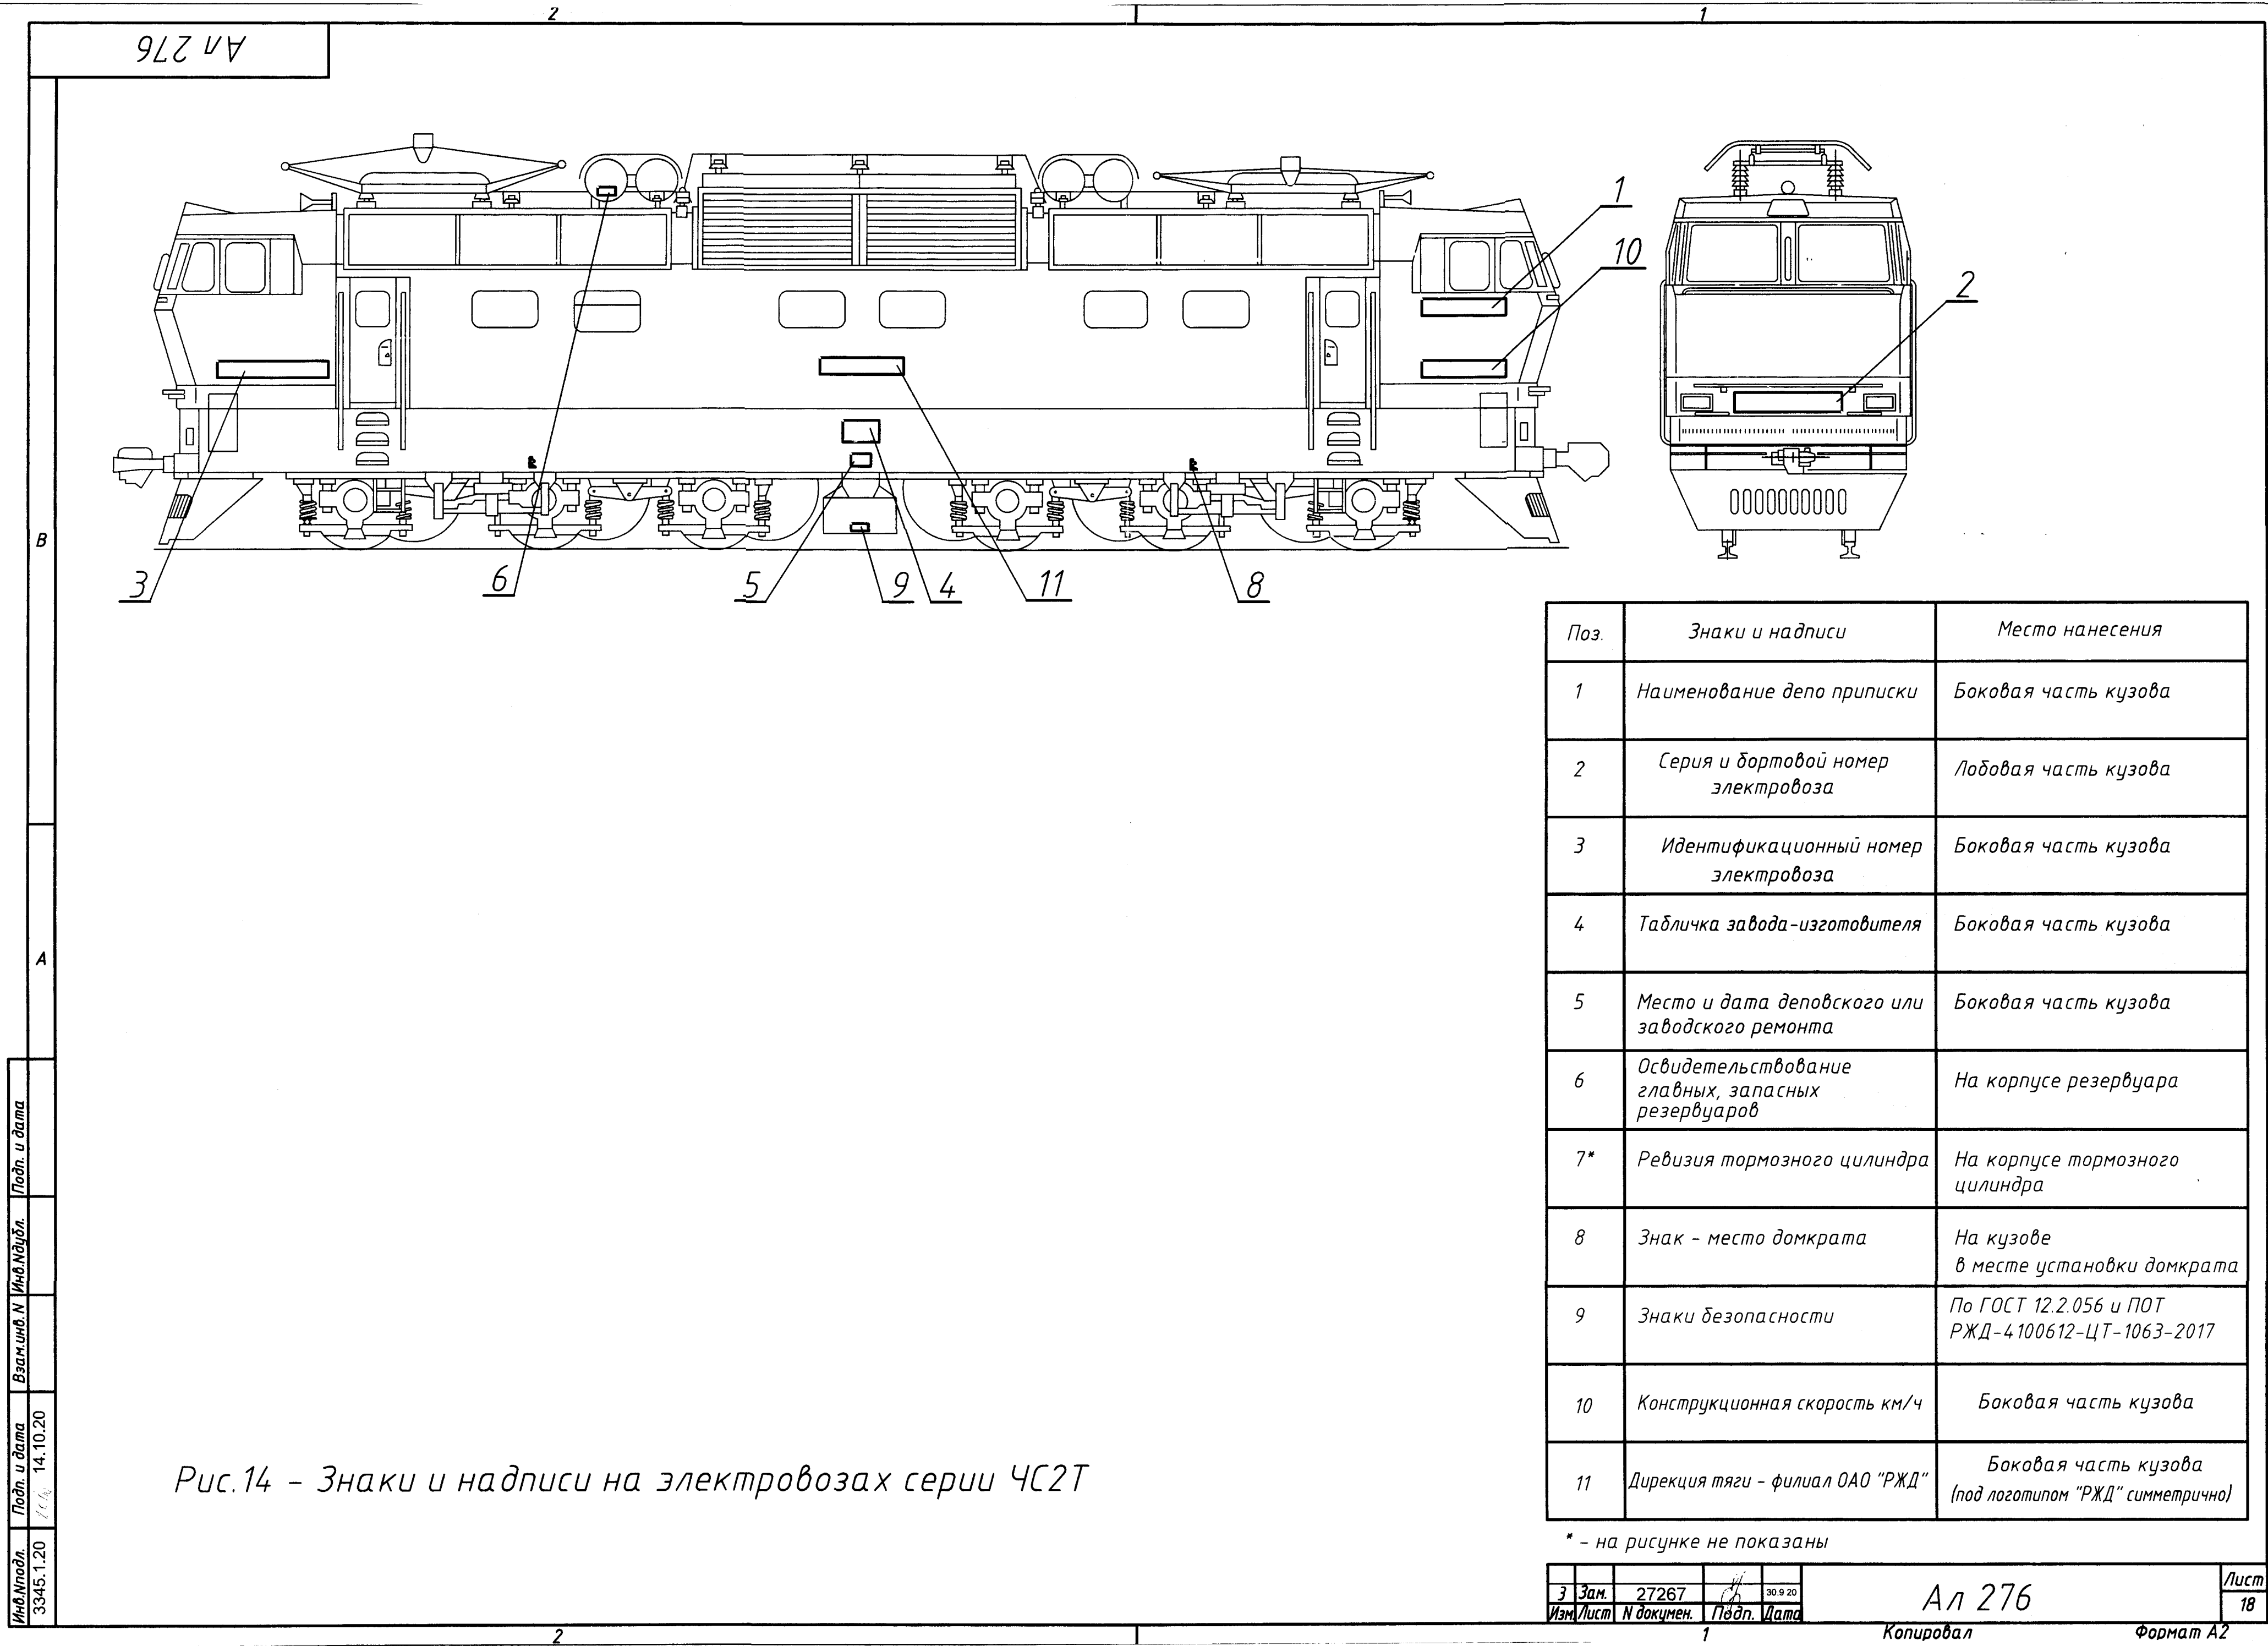 2
1
Ал 276
1
10
2
3
6
5
9
4
11
8
В
А
Поз.
Знаки и надписи
Место нанесения
1
Наименование депо приписки
Боковая часть кузова
2
Серия и бортовой номер
электровоза
Лобовая часть кузова
3
Идентификационный номер
электровоза
Боковая часть кузова
4
Табличка завода-изготовителя
Боковая часть кузова
5
Место и дата деповского или
заводского ремонта
Боковая часть кузова
6
Освидетельствование
главных, запасных
резервуаров
На корпусе резервуара
7*
Ревизия тормозного цилиндра
На корпусе тормозного
цилиндра
8
Знак - место домкрата
На кузове
в месте установки домкрата
9
Знаки безопасности
По ГОСТ 12.2.056 и ПОТ
РЖД-4100612-ЦТ-1063-2017
10
Конструкционная скорость км/ч
Боковая часть кузова
11
Дирекция тяги - филиал ОАО "РЖД"
Боковая часть кузова
(под логотипом "РЖД" симметрично)
* - на рисунке не показаны
Рис.14 - Знаки и надписи на электровозах серии ЧС2Т
Подп. и дата
Инв.Nдубл.
Взам.инв. N
Подп. и дата
14.10.20
Инв.Nподл.
3345.1.20
3 Зам. 27267 30.9 20
Изм Лист N докумен. Подп. Дата
Ал 276
Лист
18
2
1
Копировал
Формат А2